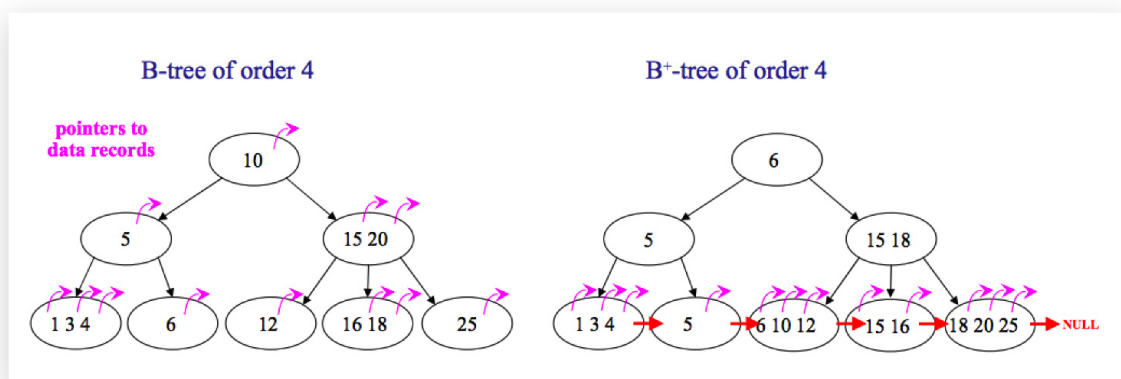 B-tree of order 4
B+-tree of order 4
pointers to
data records
10
5
15 20
1 3 4
6
12
16 18
25
6
5
15 18
1 3 4
5
6 10 12
15 16
18 20 25
NULL